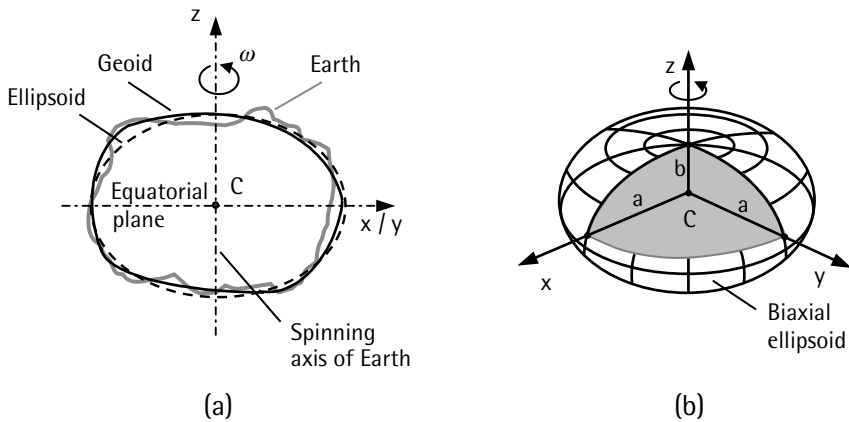 z
ω
Geoid
Earth
Ellipsoid
Equatorial
plane
C
x / y
Spinning
axis of Earth
(a)
z
b
a
a
C
x
y
Biaxial
ellipsoid
(b)